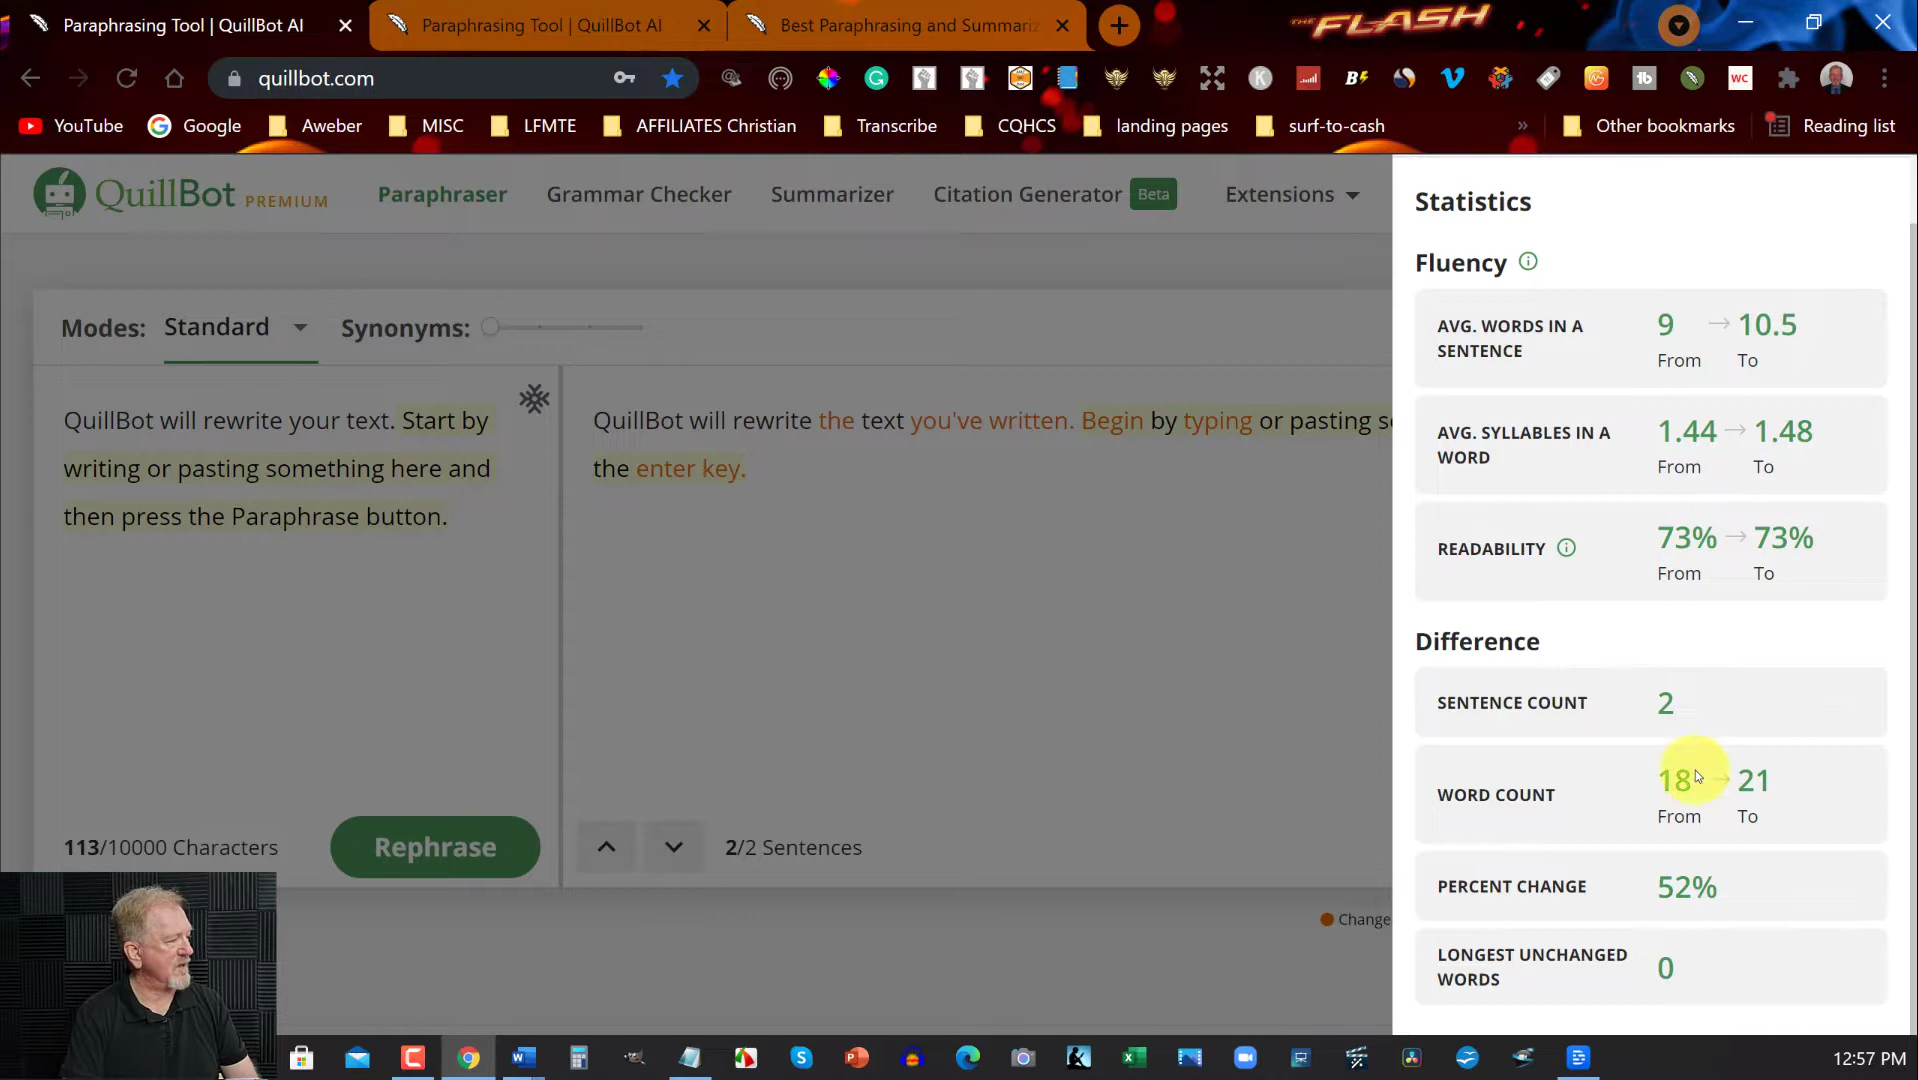 Paraphrasing Tool | QuillBot AI
Paraphrasing Tool | QuillBot AI
Best Paraphrasing and Summariz
THE FLASH
quillbot.com
YouTube
Google
Aweber
MISC
LFMTE
AFFILIATES Christian
Transcribe
CQHCS
landing pages
surf-to-cash
»
Other bookmarks
Reading list
QuillBot PREMIUM
Paraphraser
Grammar Checker
Summarizer
Citation Generator Beta
Extensions
Modes: Standard
Synonyms:
QuillBot will rewrite your text. Start by
writing or pasting something here and
then press the Paraphrase button.
113/10000 Characters
Rephrase
QuillBot will rewrite the text you've written. Begin by typing or pasting so
the enter key.
2/2 Sentences
Change
Statistics
Fluency
AVG. WORDS IN A
SENTENCE
9 → 10.5
From To
AVG. SYLLABLES IN A
WORD
1.44 → 1.48
From To
READABILITY
73% → 73%
From To
Difference
SENTENCE COUNT 2
WORD COUNT
18 → 21
From To
PERCENT CHANGE 52%
LONGEST UNCHANGED
WORDS
0
12:57 PM